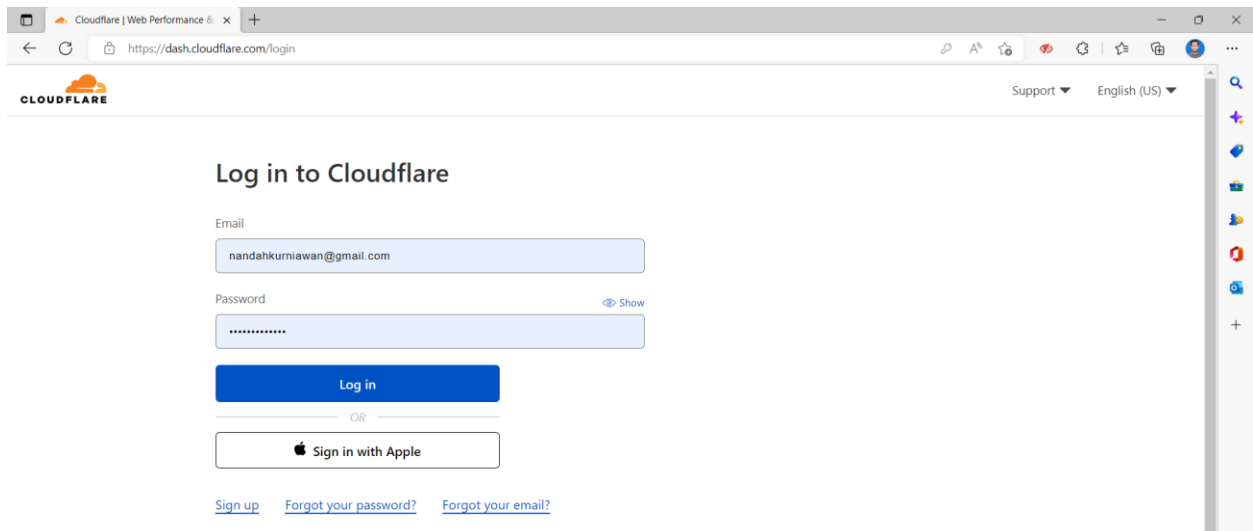 Cloudflare | Web Performance &
https://dash.cloudflare.com/login
CLOUDFLARE
Support English (US)
Log in to Cloudflare
Email
nandahkurniawan@gmail.com
Password Show
•••••••••••••
Log in
OR
Sign in with Apple
Sign up Forgot your password? Forgot your email?